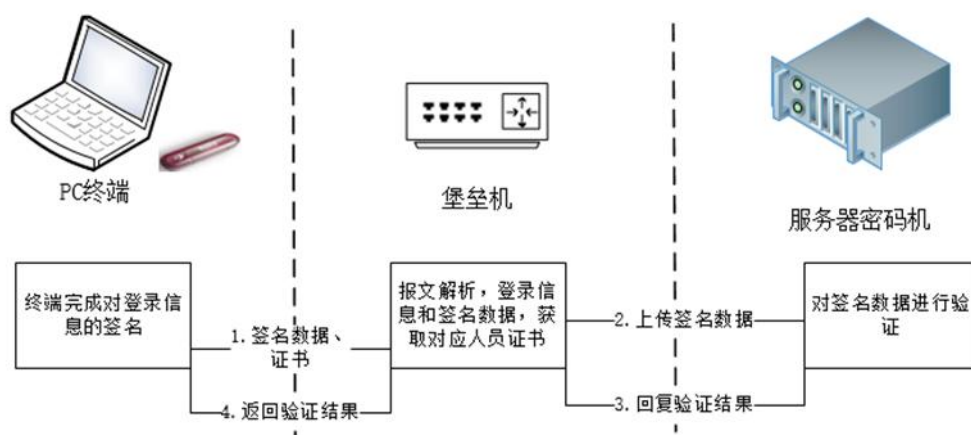 PC终端
堡垒机
服务器密码机
终端完成对登录信
息的签名
1.签名数据、
证书
4.返回验证结果
报文解析，登录信
息和签名数据，获
取对应人员证书
2.上传签名数据
3.回复验证结果
对签名数据进行验
证